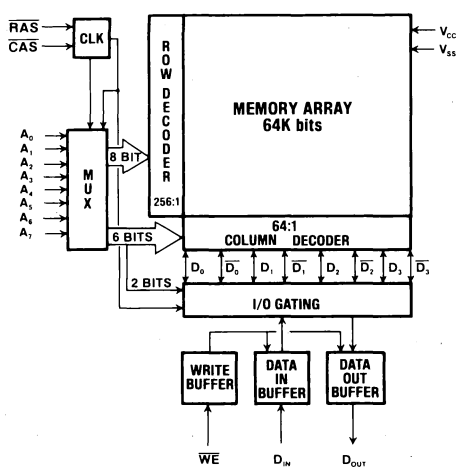 RAS
CAS
CLK
VCC
VSS
ROW DECODER
MEMORY ARRAY
64K bits
A0
A1
A2
A3
A4
A5
A6
A7
MUX
8 BIT
256:1
64:1
COLUMN DECODER
6 BITS
D0 D0 D1 D1 D2 D2 D3 D3
2 BITS
I/O GATING
WRITE
BUFFER
DATA
IN
BUFFER
DATA
OUT
BUFFER
WE
DIN
DOUT